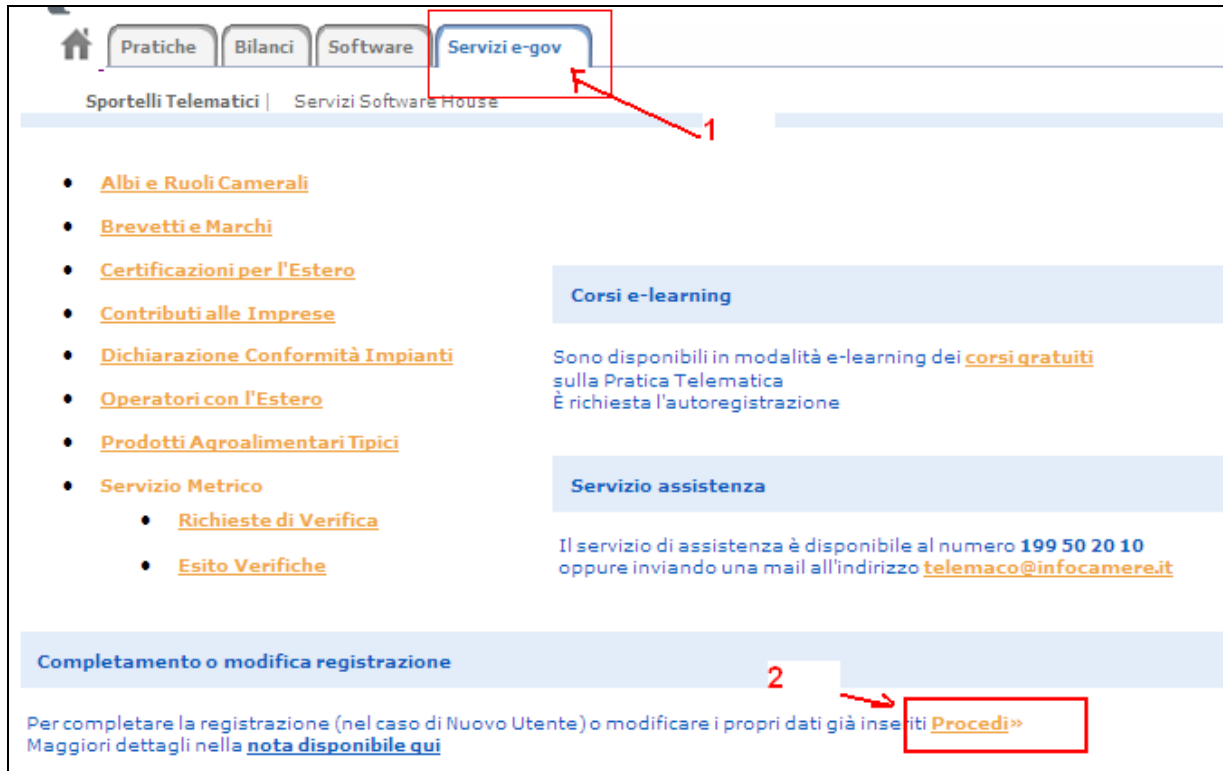 Pratiche Bilanci Software Servizi e-gov
Sportelli Telematici | Servizi Software House
1
Albi e Ruoli Camerali
Brevetti e Marchi
Certificazioni per l'Estero
Contributi alle Imprese
Dichiarazione Conformità Impianti
Operatori con l'Estero
Prodotti Agroalimentari Tipici
Servizio Metrico
Richieste di Verifica
Esito Verifiche
Corsi e-learning
Sono disponibili in modalità e-learning dei corsi gratuiti
sulla Pratica Telematica
È richiesta l'autoregistrazione
Servizio assistenza
Il servizio di assistenza è disponibile al numero 199 50 20 10
oppure inviando una mail all'indirizzo telemaco@infocamere.it
Completamento o modifica registrazione
2
Per completare la registrazione (nel caso di Nuovo Utente) o modificare i propri dati già inseriti Procedi»
Maggiori dettagli nella nota disponibile qui